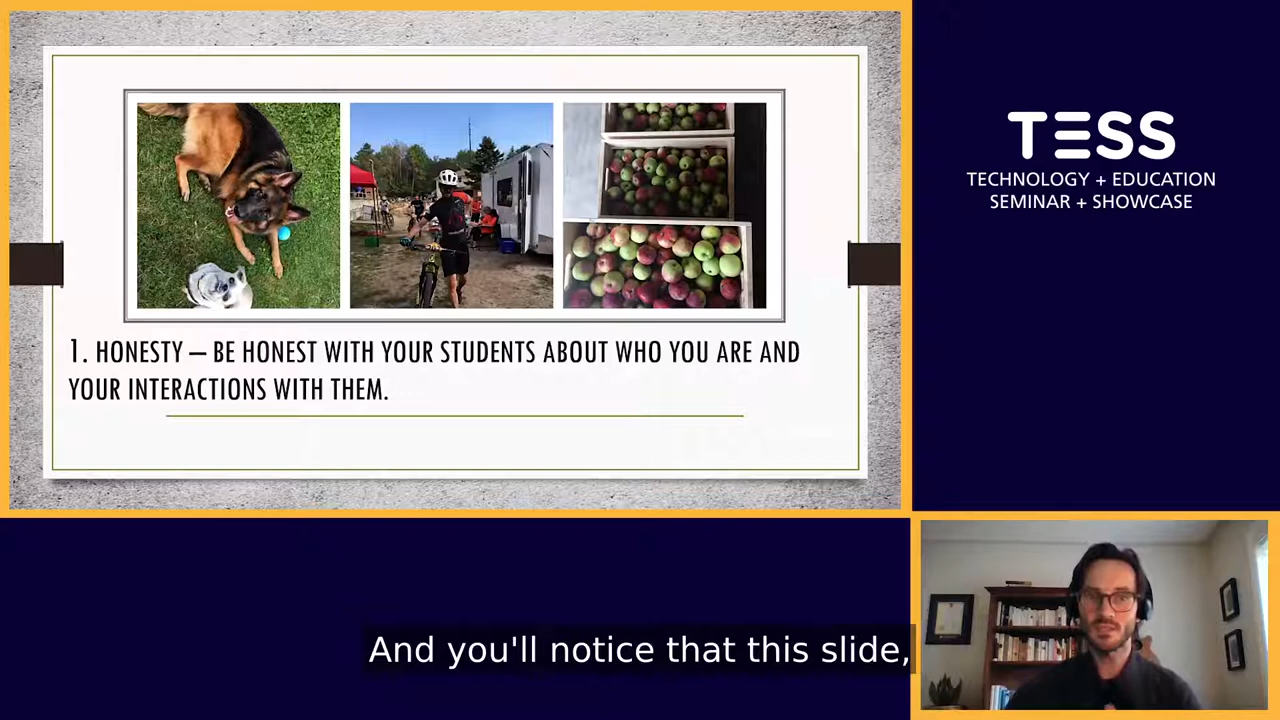 1. HONESTY – BE HONEST WITH YOUR STUDENTS ABOUT WHO YOU ARE AND
YOUR INTERACTIONS WITH THEM.
TESS
TECHNOLOGY + EDUCATION
SEMINAR + SHOWCASE
And you'll notice that this slide,